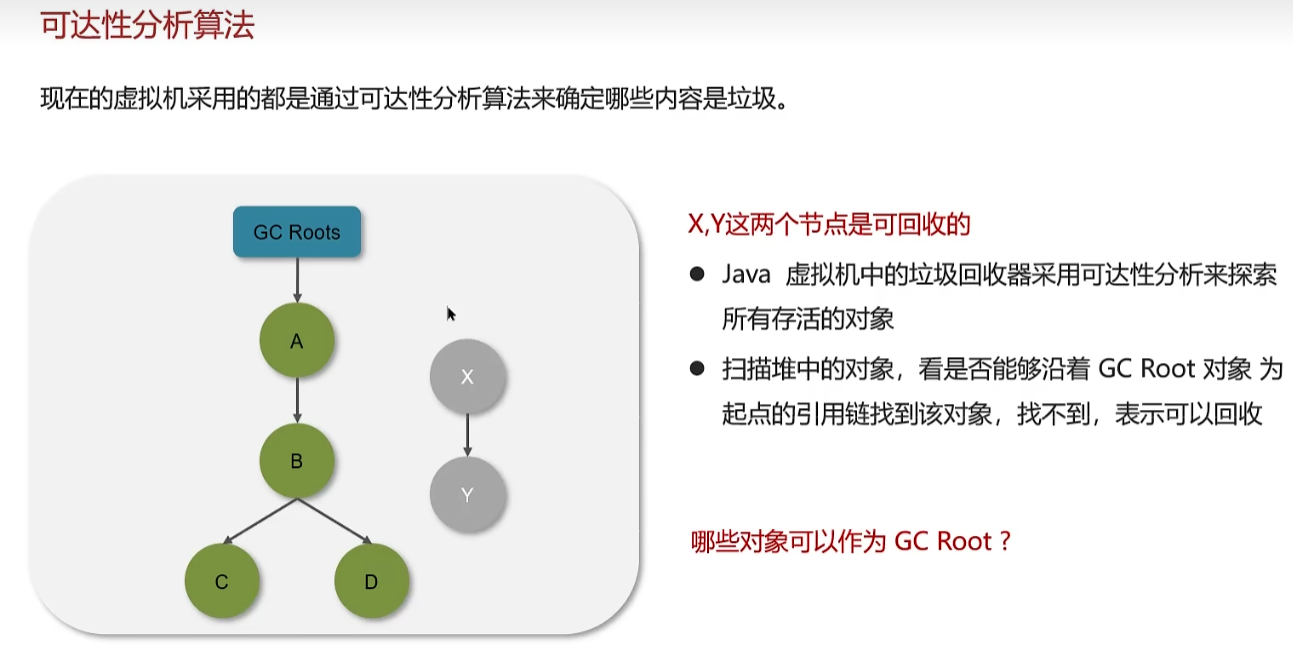 可达性分析算法
现在的虚拟机采用的都是通过可达性分析算法来确定哪些内容是垃圾。
GC Roots
A
B
C
D
X
Y
X,Y这两个节点是可回收的
● Java 虚拟机中的垃圾回收器采用可达性分析来探索
所有存活的对象
● 扫描堆中的对象，看是否能够沿着 GC Root 对象 为
起点的引用链找到该对象，找不到，表示可以回收
哪些对象可以作为 GC Root ?